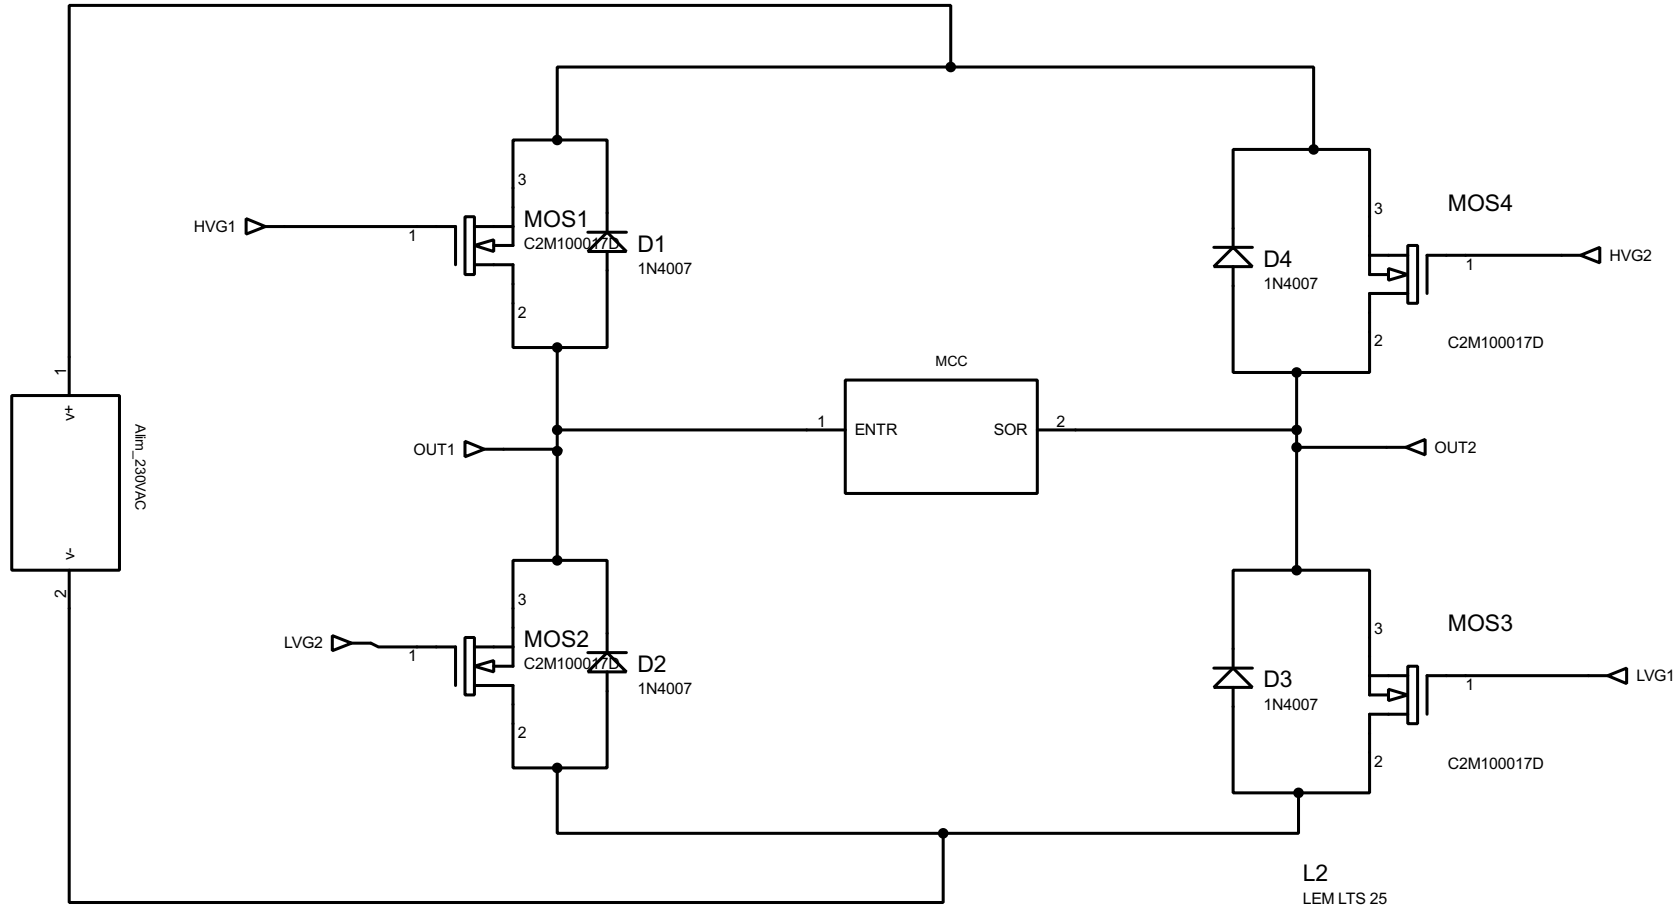 HVG1
1
3
MOS1
C2M100017D
2
D1
1N4007
D4
1N4007
3
MOS4
1
HVG2
2
C2M100017D
MCC
1
ENTR
SOR
2
OUT1
OUT2
1
v+
Alim_230VAC
v-
2
LVG2
1
3
MOS2
C2M100017D
2
D2
1N4007
D3
1N4007
3
MOS3
1
LVG1
2
C2M100017D
L2
LEM LTS 25